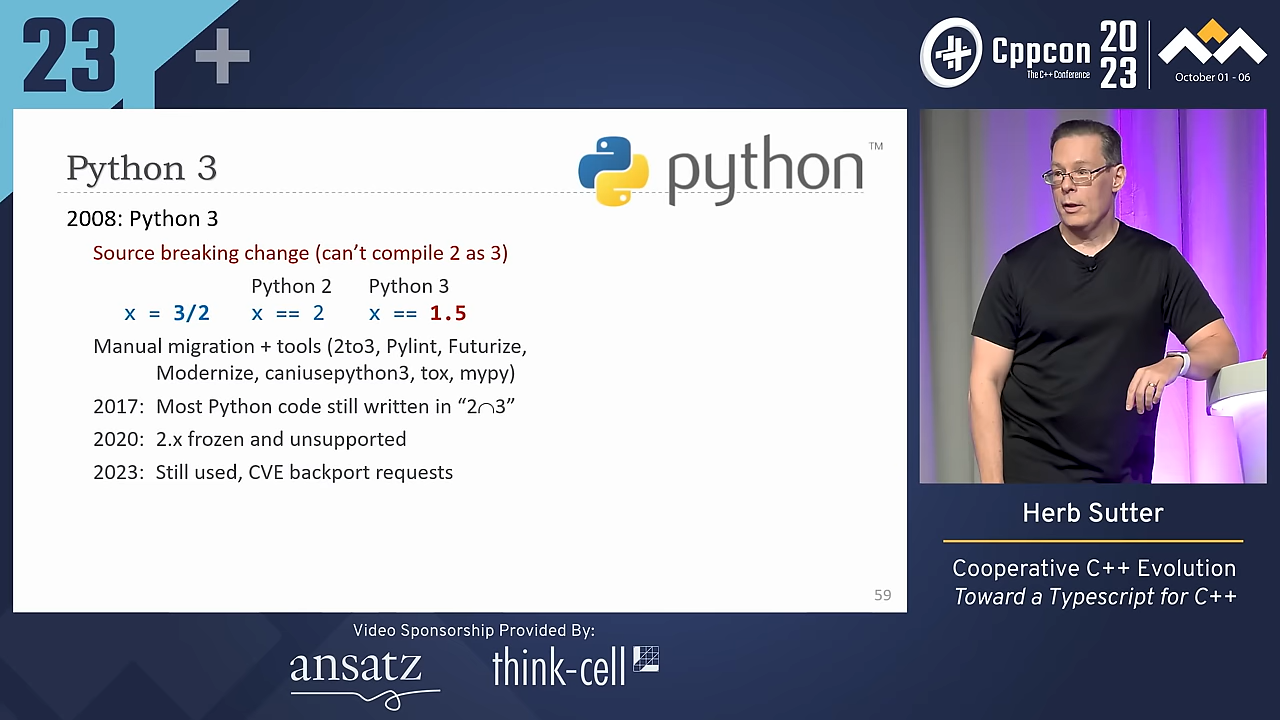 23
Cppcon
The C++ Conference
20
23
October 01 - 06
Python 3
python™
2008: Python 3
Source breaking change (can’t compile 2 as 3)
Python 2 Python 3
x = 3/2 x == 2 x == 1.5
Manual migration + tools (2to3, Pylint, Futurize,
Modernize, caniusepython3, tox, mypy)
2017: Most Python code still written in “2⌒3”
2020: 2.x frozen and unsupported
2023: Still used, CVE backport requests
59
Herb Sutter
Cooperative C++ Evolution
Toward a Typescript for C++
Video Sponsorship Provided By:
ansatz
think-cell